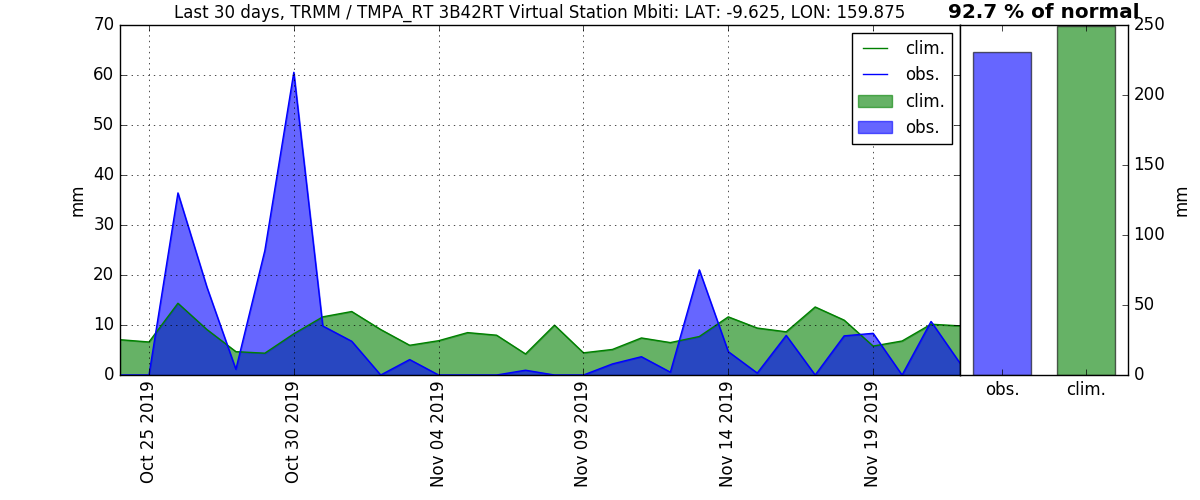 Last 30 days, TRMM / TMPA_RT 3B42RT Virtual Station Mbiti: LAT: -9.625, LON: 159.875
92.7 % of normal
70
60
50
40
30
20
10
0
mm
clim.
obs.
clim.
obs.
Oct 25 2019
Oct 30 2019
Nov 04 2019
Nov 09 2019
Nov 14 2019
Nov 19 2019
250
200
150
100
50
0
mm
obs.
clim.